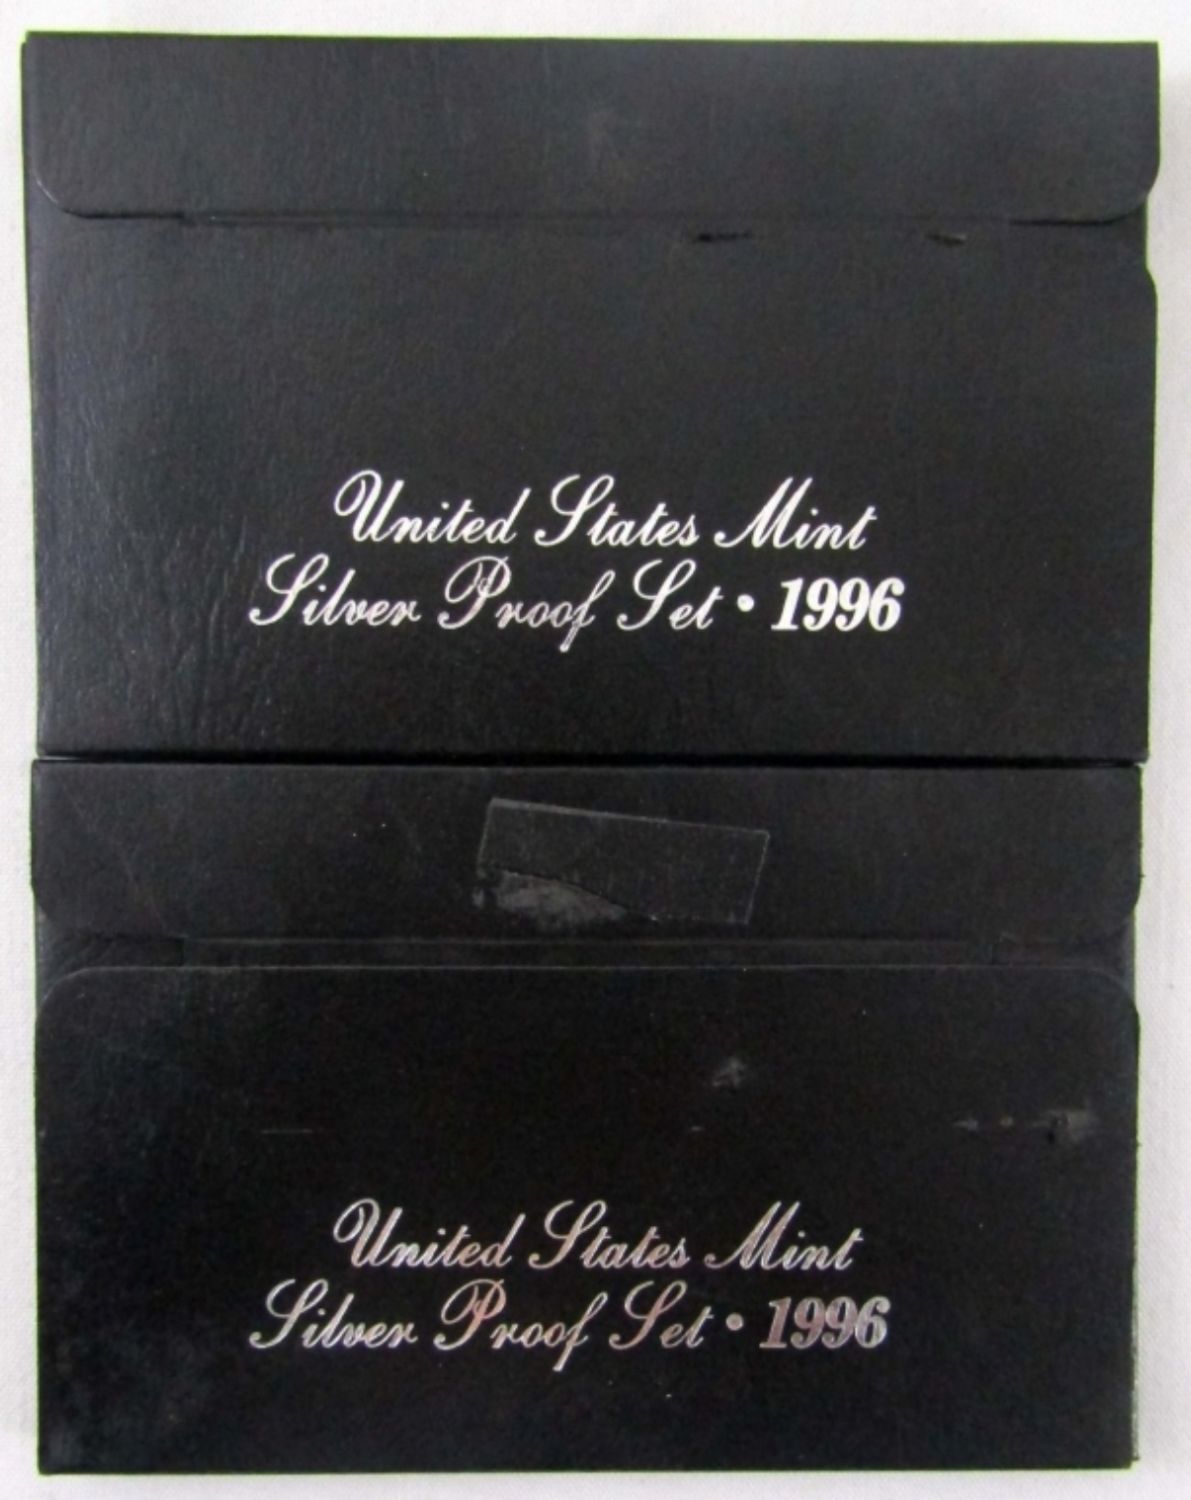 United States Mint
Silver Proof Set • 1996
United States Mint
Silver Proof Set • 1996